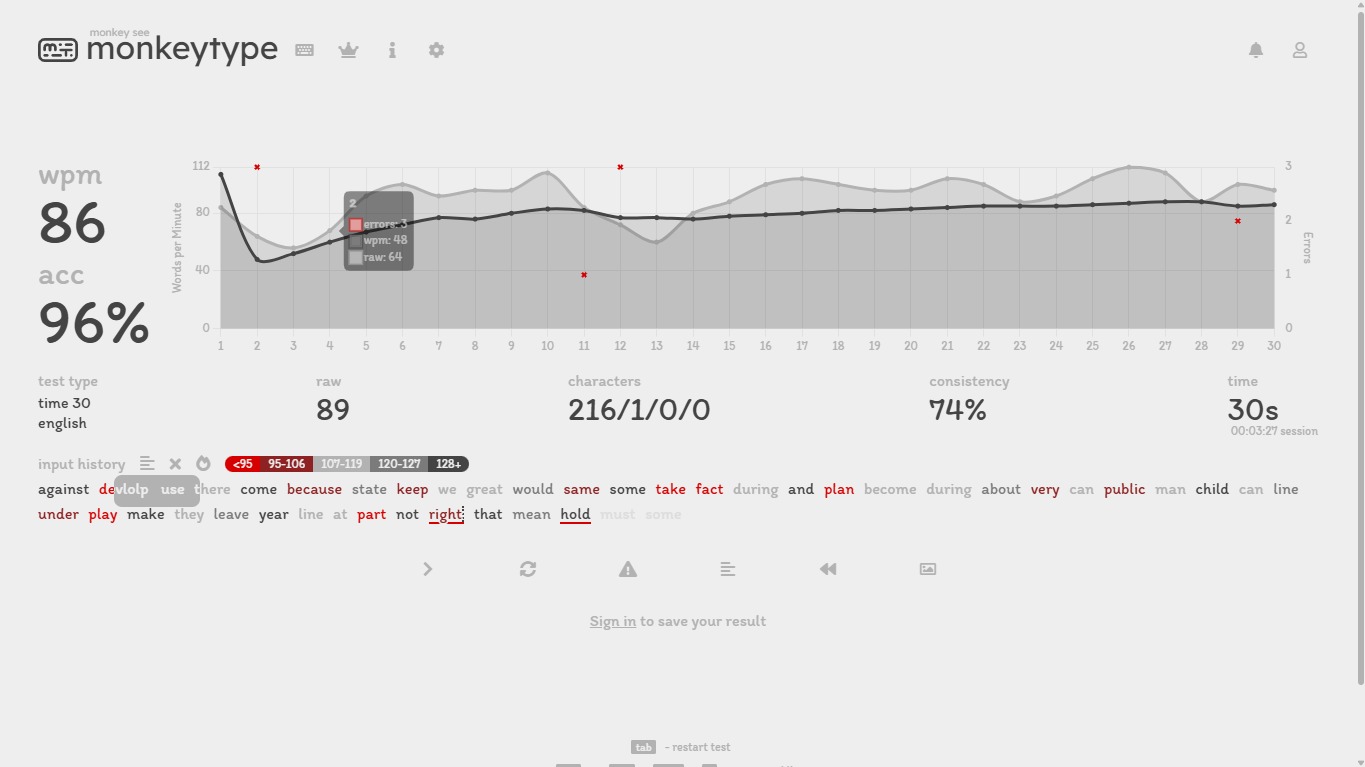 monkey see
monkeytype
wpm
86
acc
96%
Words per Minute
112
80
40
0
3
2
1
0
Errors
2
errors: 3
wpm: 48
raw: 64
1 2 3 4 5 6 7 8 9 10 11 12 13 14 15 16 17 18 19 20 21 22 23 24 25 26 27 28 29 30
test type
time 30
english
raw
89
characters
216/1/0/0
consistency
74%
time
30s
00:03:27 session
input history <95 95-106 107-119 120-127 128+
against de vlolp use there come because state keep we great would same some take fact during and plan become during about very can public man child can line
under play make they leave year line at part not right that mean hold must some
Sign in to save your result
tab - restart test